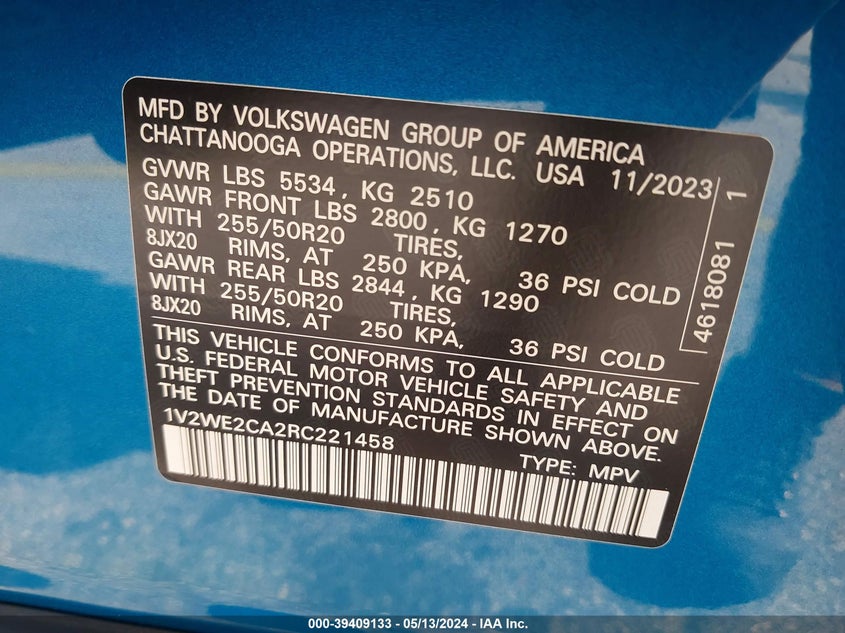 MFD BY VOLKSWAGEN GROUP OF AMERICA
CHATTANOOGA OPERATIONS, LLC. USA 11/2023
GVWR LBS 5534, KG 2510
GAWR FRONT LBS 2800, KG 1270
WITH 255/50R20 TIRES,
8JX20 RIMS, AT 250 KPA, 36 PSI COLD
GAWR REAR LBS 2844, KG 1290
WITH 255/50R20 TIRES,
8JX20 RIMS, AT 250 KPA, 36 PSI COLD
THIS VEHICLE CONFORMS TO ALL APPLICABLE
U.S. FEDERAL MOTOR VEHICLE SAFETY AND
THEFT PREVENTION STANDARDS IN EFFECT ON
THE DATE OF MANUFACTURE SHOWN ABOVE.
1V2WE2CA2RC221458 TYPE: MPV
4618081 1
000-39409133 - 05/13/2024 - IAA Inc.